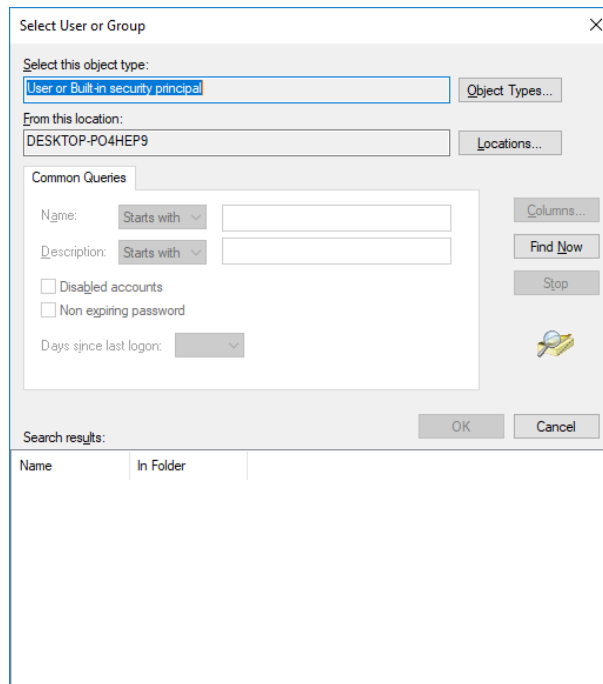 Select User or Group
Select this object type:
User or Built-in security principal
Object Types...
From this location:
DESKTOP-PO4HEP9
Locations...
Common Queries
Name: Starts with
Columns...
Description: Starts with
Find Now
Disabled accounts
Stop
Non expiring password
Days since last logon:
OK Cancel
Search results:
Name In Folder